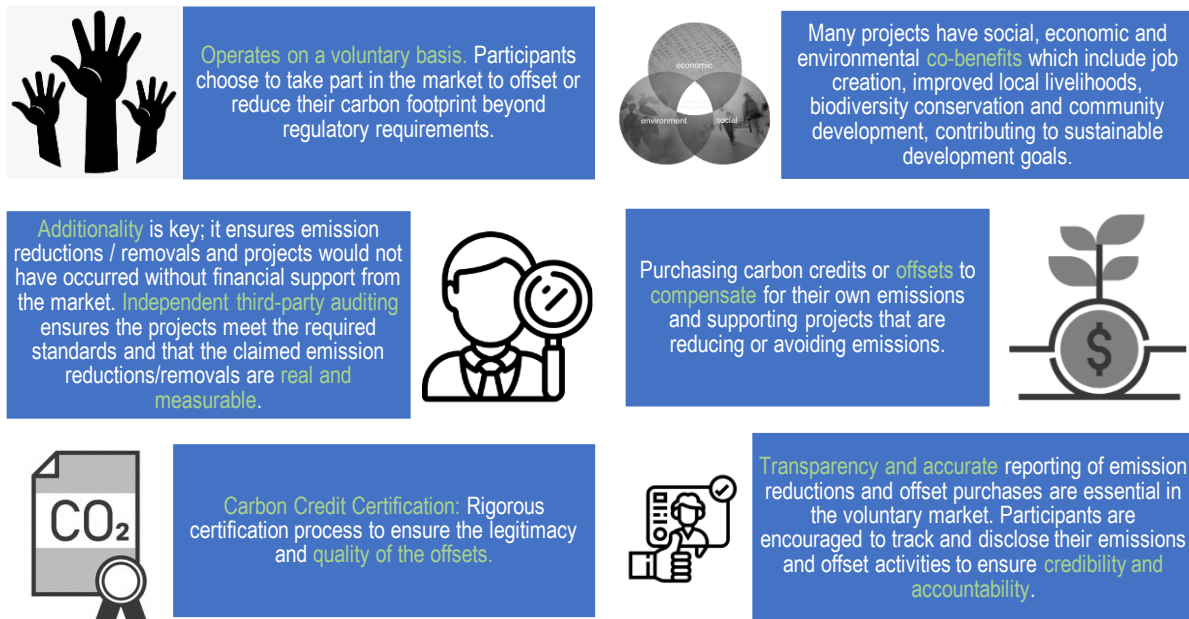 Operates on a voluntary basis. Participants
choose to take part in the market to offset or
reduce their carbon footprint beyond
regulatory requirements.
economic
environment
social
Many projects have social, economic and
environmental co-benefits which include job
creation, improved local livelihoods,
biodiversity conservation and community
development, contributing to sustainable
development goals.
Additionality is key; it ensures emission
reductions / removals and projects would not
have occurred without financial support from
the market. Independent third-party auditing
ensures the projects meet the required
standards and that the claimed emission
reductions/removals are real and
measurable.
Purchasing carbon credits or offsets to
compensate for their own emissions
and supporting projects that are
reducing or avoiding emissions.
$
CO₂
Carbon Credit Certification: Rigorous
certification process to ensure the legitimacy
and quality of the offsets.
Transparency and accurate reporting of emission
reductions and offset purchases are essential in
the voluntary market. Participants are
encouraged to track and disclose their emissions
and offset activities to ensure credibility and
accountability.